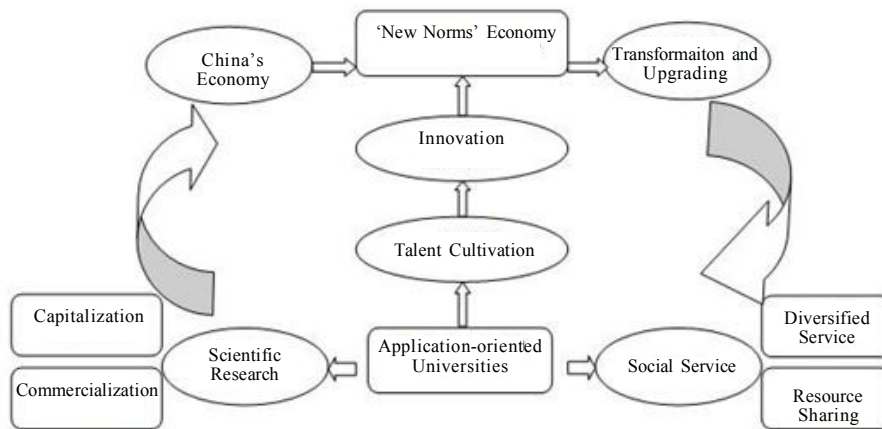 'New Norms' Economy
China's
Economy
Transformaiton and
Upgrading
Innovation
Talent Cultivation
Capitalization
Commercialization
Scientific
Research
Application-oriented
Universities
Social Service
Diversified
Service
Resource
Sharing